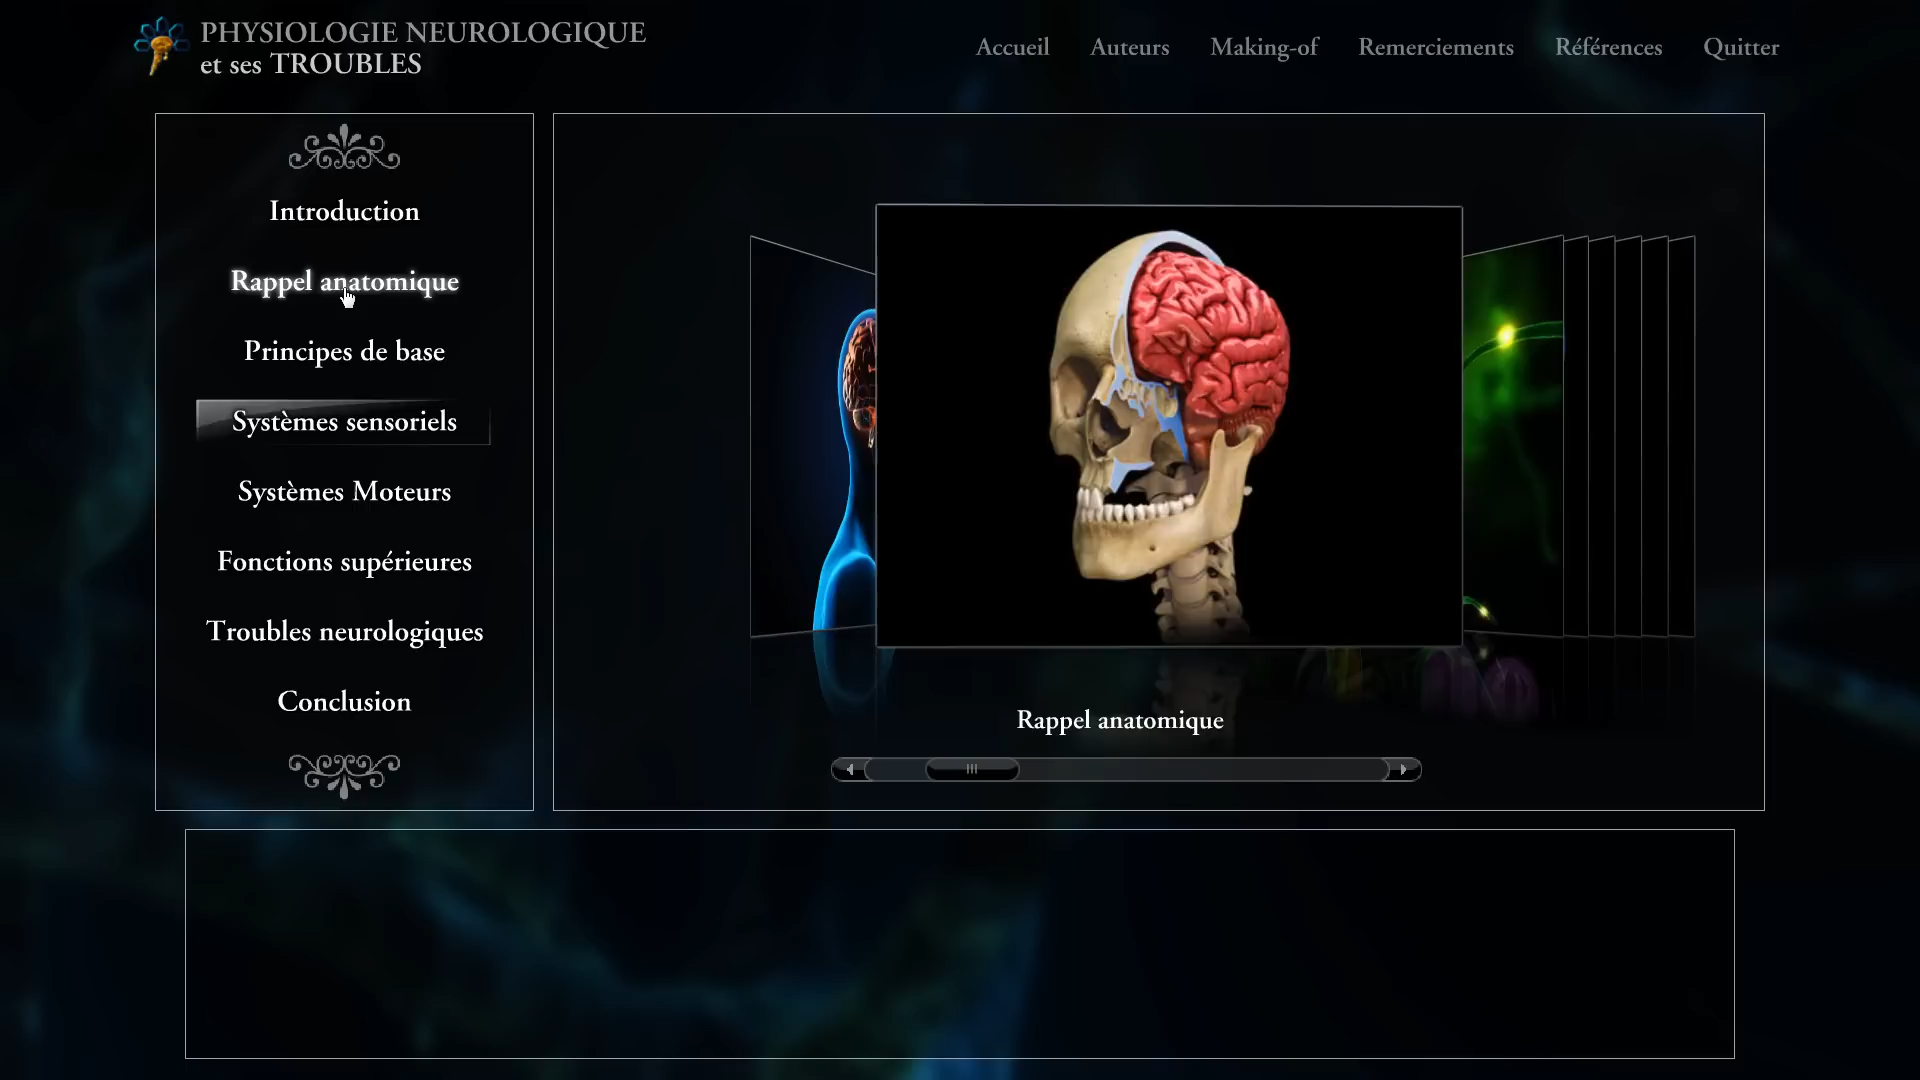 PHYSIOLOGIE NEUROLOGIQUE
et ses TROUBLES
Accueil
Auteurs
Making-of
Remerciements
Références
Quitter
Introduction
Rappel anatomique
Principes de base
Systèmes sensoriels
Systèmes Moteurs
Fonctions supérieures
Troubles neurologiques
Conclusion
Rappel anatomique